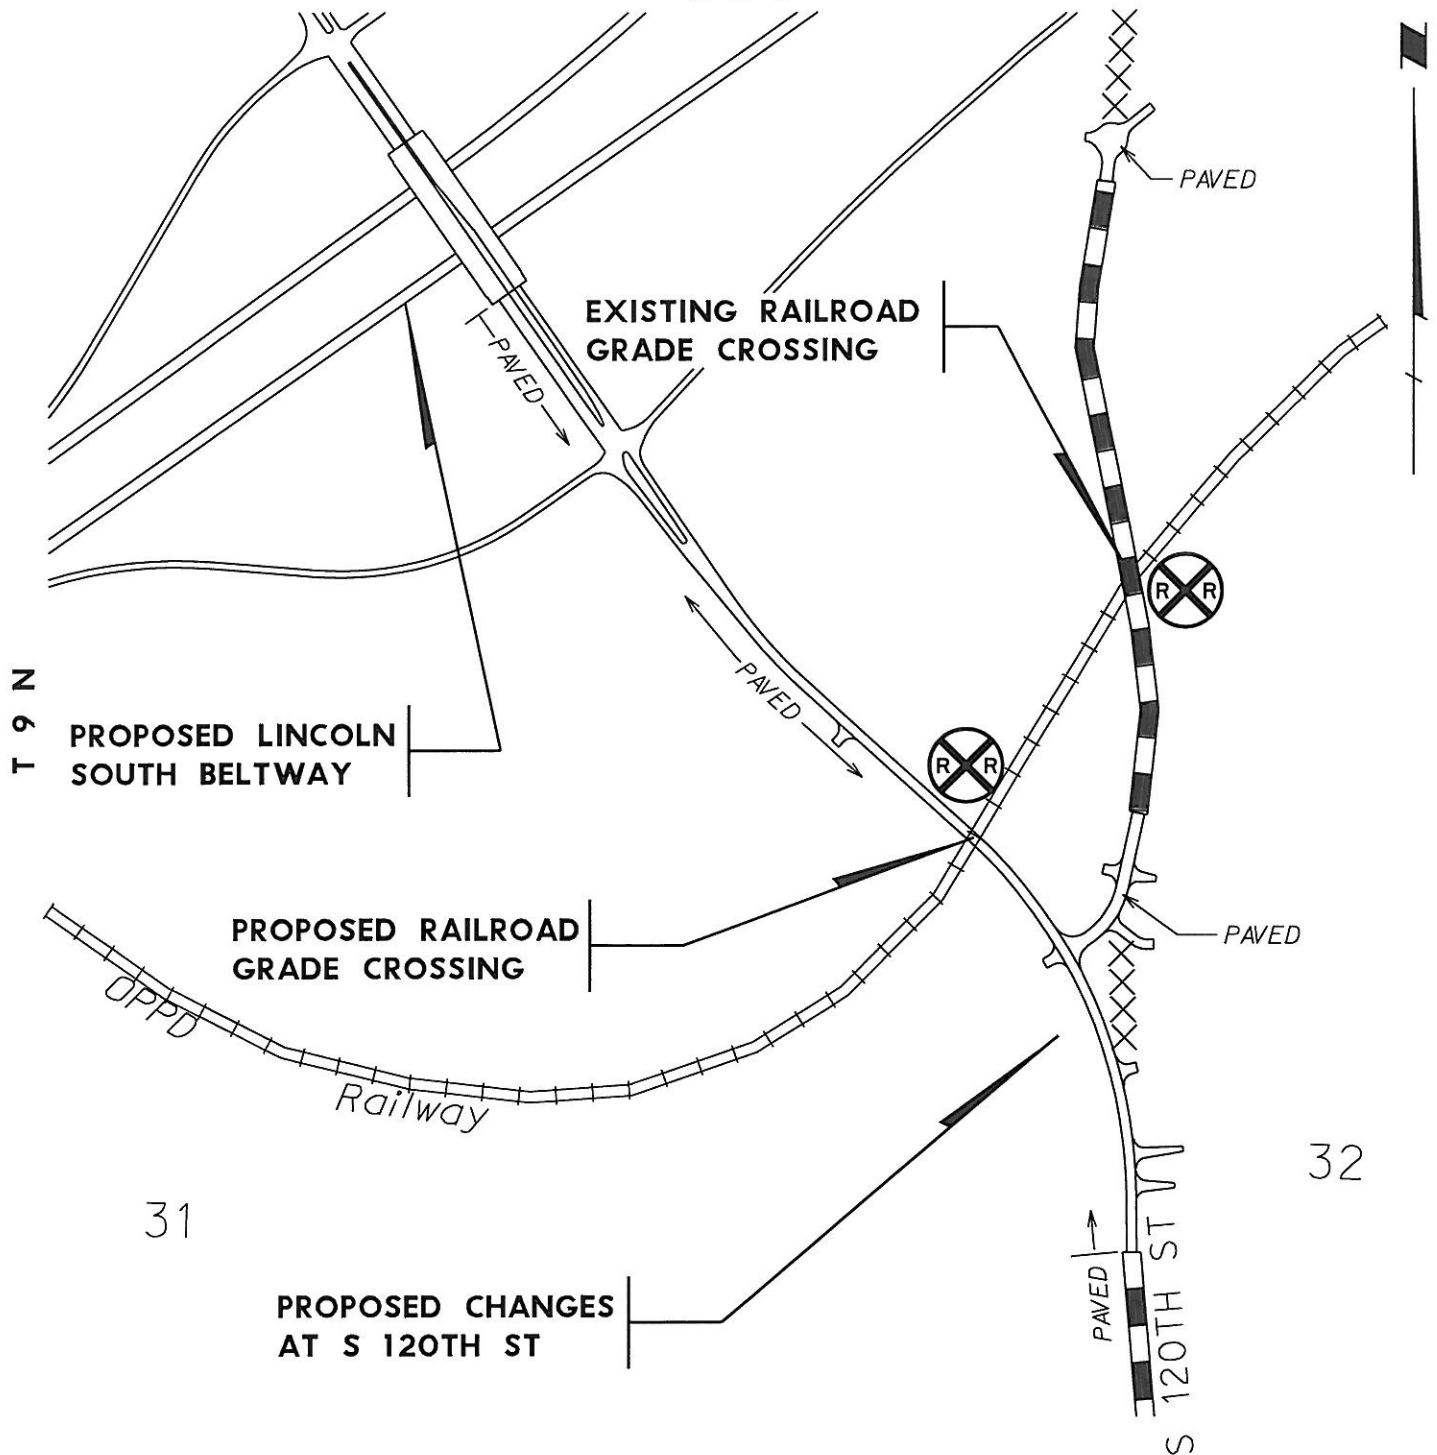 PAVED
EXISTING RAILROAD
GRADE CROSSING
PAVED
R R
T 9 N
PAVED
PROPOSED LINCOLN
SOUTH BELTWAY
R R
PROPOSED RAILROAD
GRADE CROSSING
PAVED
OPPD
Railway
32
31
PROPOSED CHANGES
AT S 120TH ST
PAVED
S 120TH ST